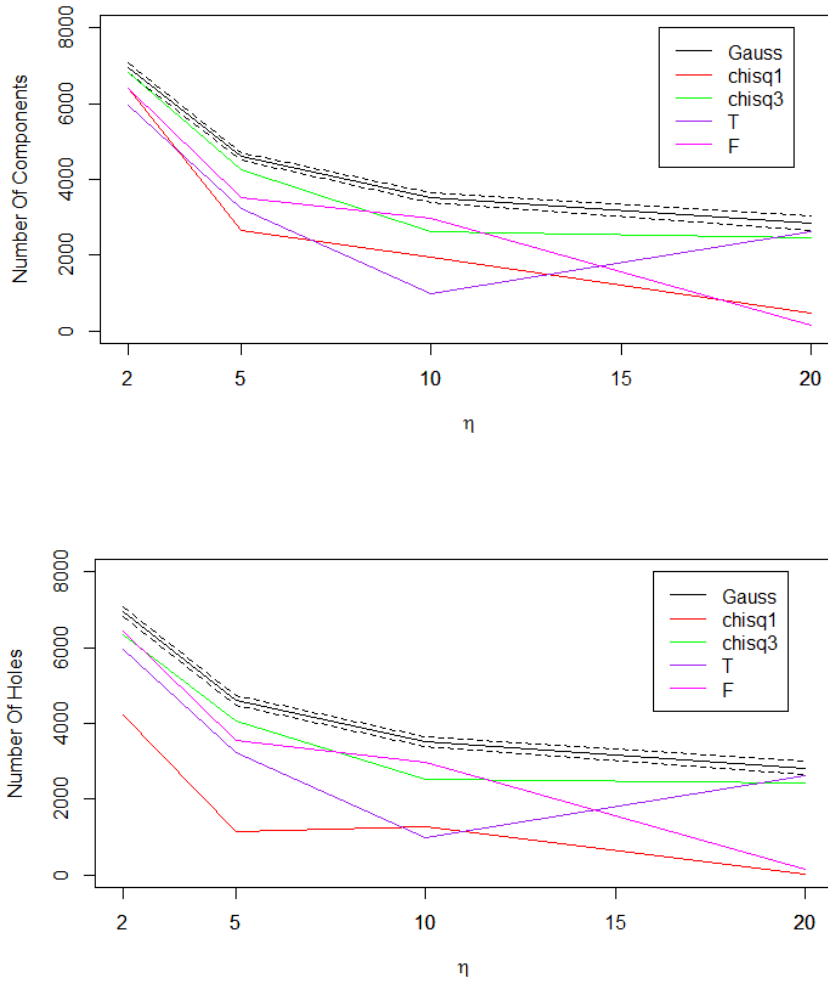 Number Of Components
8000
6000
4000
2000
0
Gauss
chisq1
chisq3
T
F
2
5
10
15
20
η
Number Of Holes
8000
6000
4000
2000
0
Gauss
chisq1
chisq3
T
F
2
5
10
15
20
η